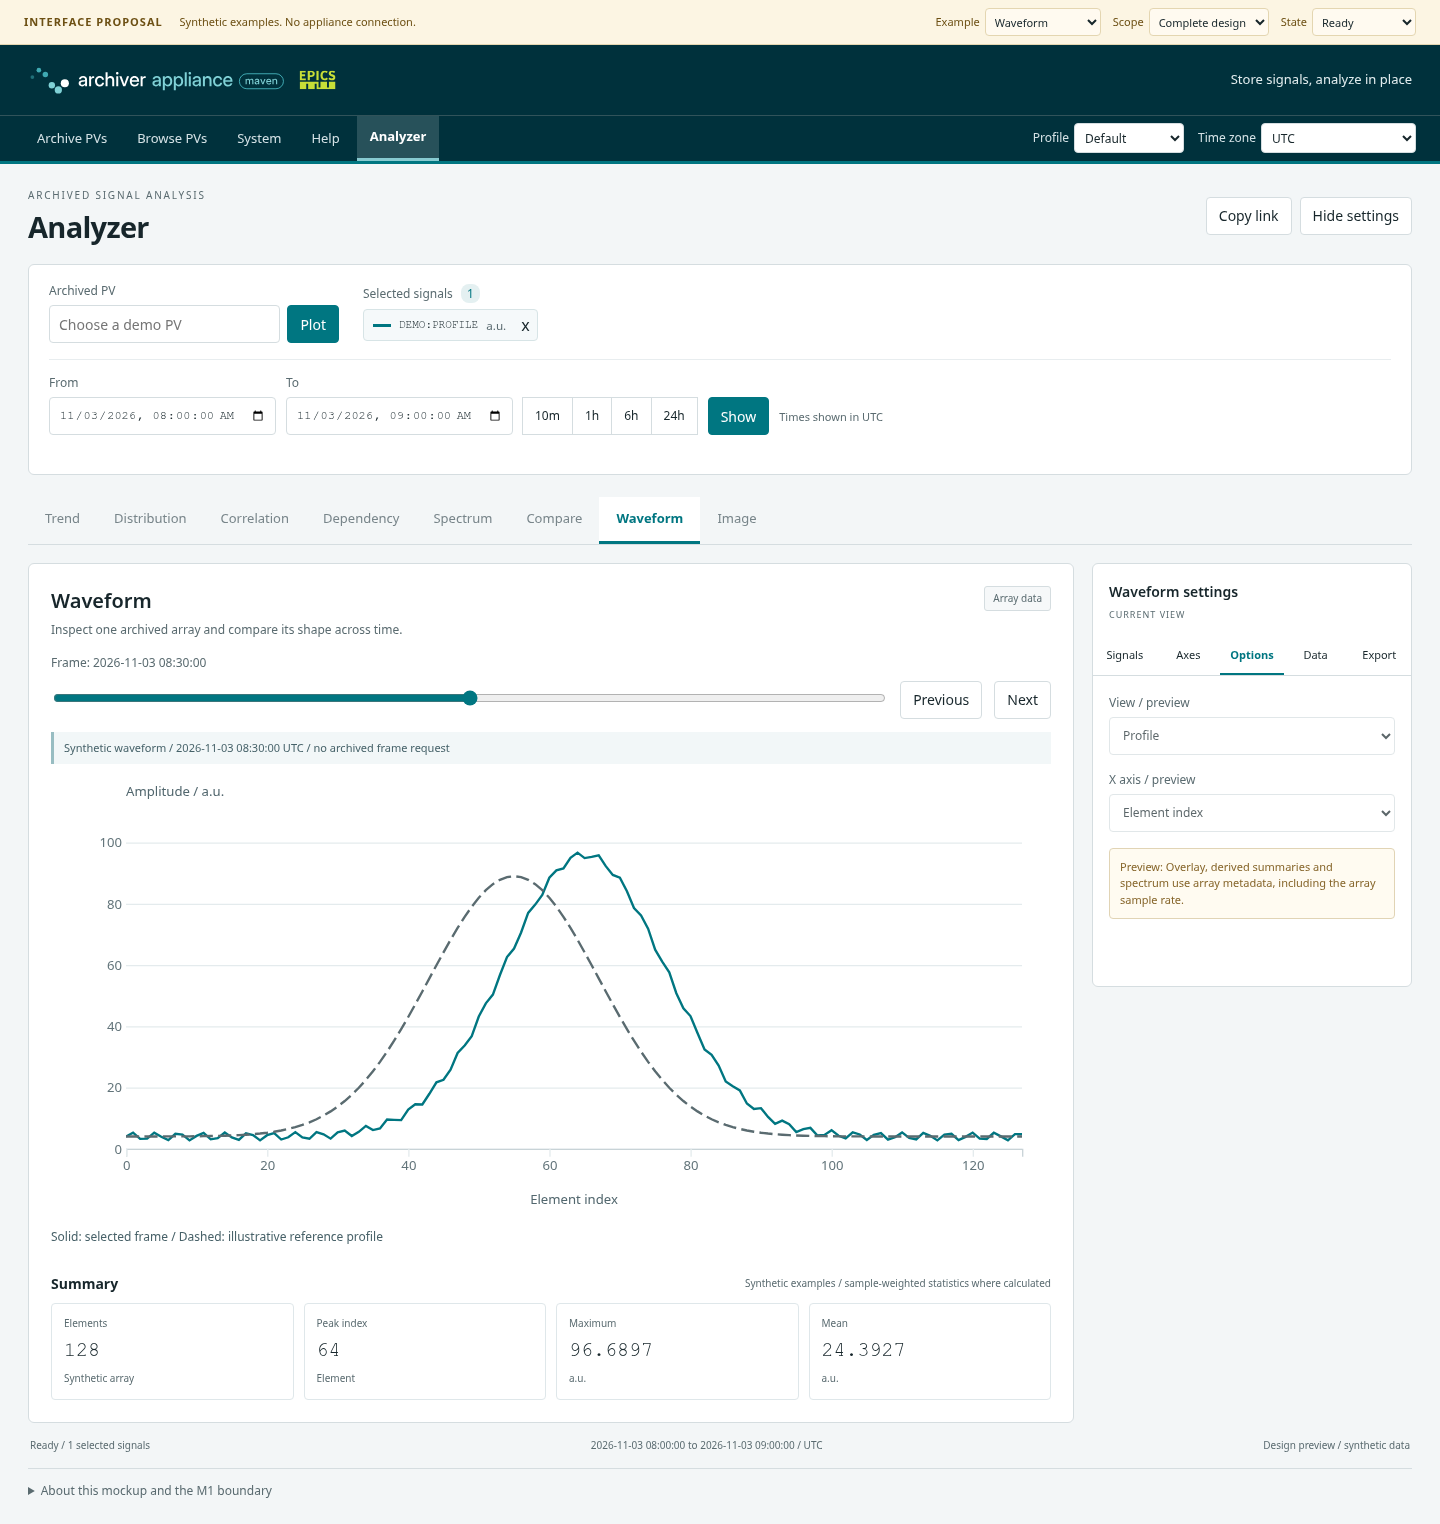 INTERFACE PROPOSAL Synthetic examples. No appliance connection. Example Waveform Scope Complete design State Ready
archiver appliance maven EPICS Store signals, analyze in place
Archive PVs Browse PVs System Help Analyzer Profile Default Time zone UTC
ARCHIVED SIGNAL ANALYSIS
Analyzer
Copy link Hide settings
Archived PV Selected signals 1
Choose a demo PV Plot DEMO:PROFILE a.u. X
From To
11/03/2026, 08:00:00 AM 11/03/2026, 09:00:00 AM 10m 1h 6h 24h Show Times shown in UTC
Trend Distribution Correlation Dependency Spectrum Compare Waveform Image
Waveform Array data
Inspect one archived array and compare its shape across time.
Frame: 2026-11-03 08:30:00
Previous Next
Synthetic waveform / 2026-11-03 08:30:00 UTC / no archived frame request
Amplitude / a.u.
100
80
60
40
20
0
0 20 40 60 80 100 120
Element index
Solid: selected frame / Dashed: illustrative reference profile
Summary Synthetic examples / sample-weighted statistics where calculated
Elements Peak index Maximum Mean
128 64 96.6897 24.3927
Synthetic array Element a.u. a.u.
Waveform settings
CURRENT VIEW
Signals Axes Options Data Export
View / preview
Profile
X axis / preview
Element index
Preview: Overlay, derived summaries and
spectrum use array metadata, including the array
sample rate.
Ready / 1 selected signals 2026-11-03 08:00:00 to 2026-11-03 09:00:00 / UTC Design preview / synthetic data
About this mockup and the M1 boundary